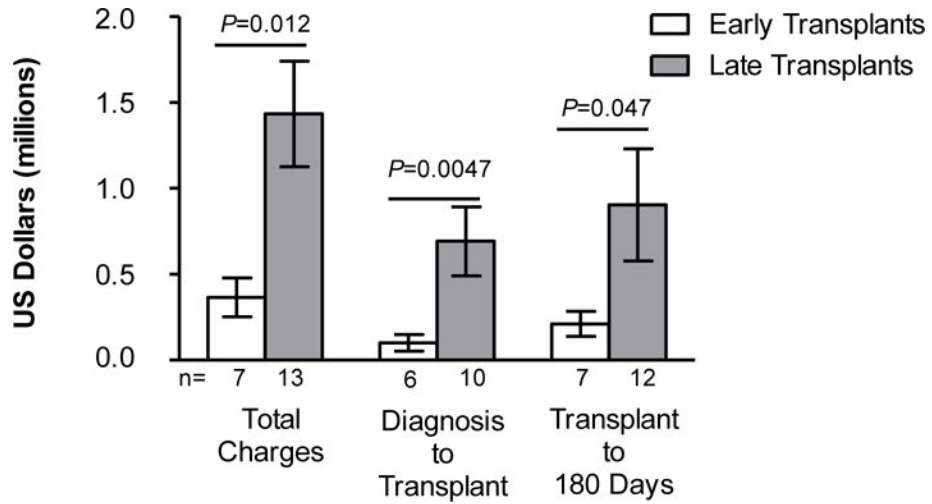 2.0
1.5
1.0
0.5
0.0
US Dollars (millions)
P=0.012
P=0.0047
P=0.047
Early Transplants
Late Transplants
n= 7 13 6 10 7 12
Total
Charges
Diagnosis
to
Transplant
Transplant
to
180 Days